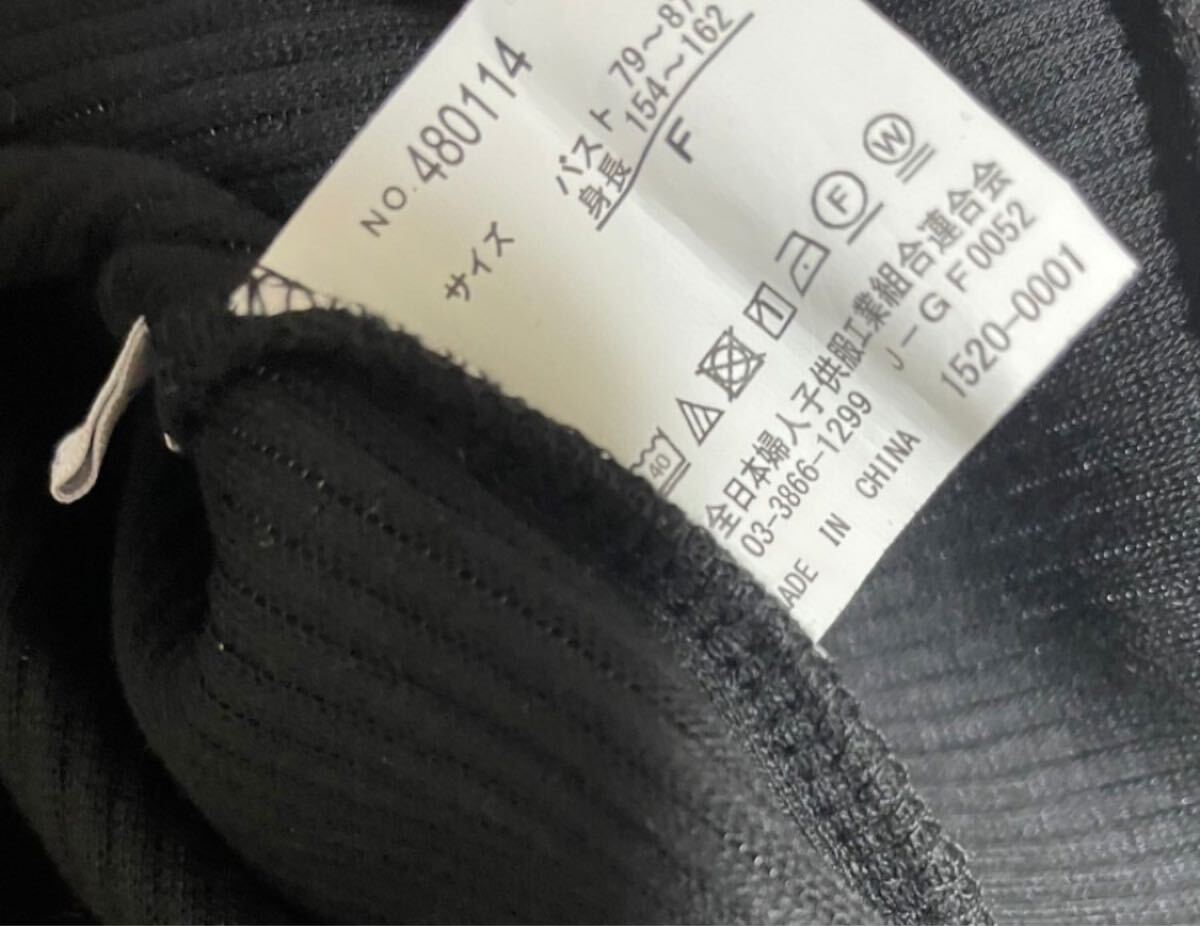 NO.480114
サイズ
バスト 79～87
身長 154～162
F
40
F
W
全日本婦人子供服工業組合連合会
03-3866-1299 J-GF0052
MADE IN CHINA 1520-0001